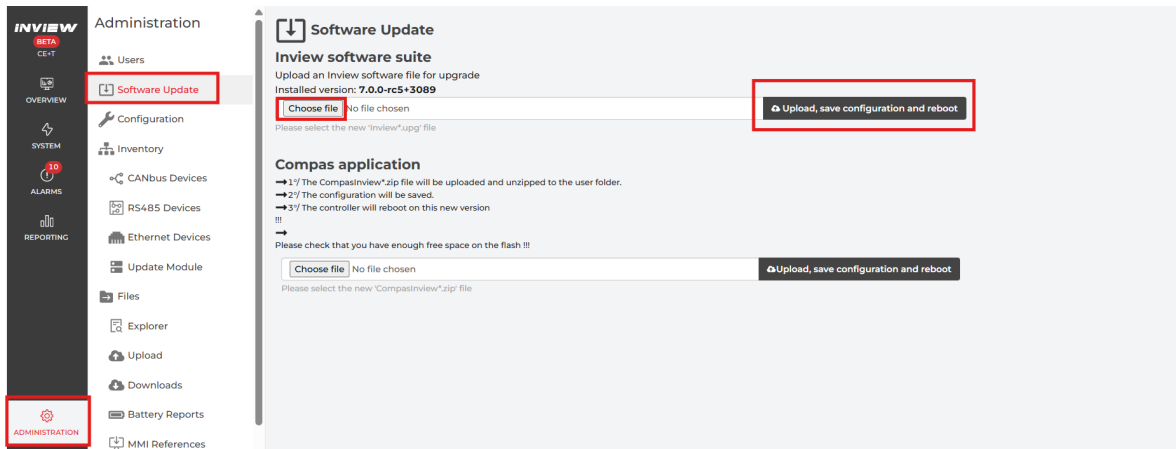 INVIEW
BETA
CE+T
OVERVIEW
SYSTEM
10
ALARMS
REPORTING
ADMINISTRATION
Administration
Users
Software Update
Configuration
Inventory
CANbus Devices
RS485 Devices
Ethernet Devices
Update Module
Files
Explorer
Upload
Downloads
Battery Reports
MMI References
Software Update
Inview software suite
Upload an Inview software file for upgrade
Installed version: 7.0.0-rc5+3089
Choose file No file chosen
Upload, save configuration and reboot
Please select the new 'Inview*.upg' file
Compas application
➞1°/ The CompasInview*.zip file will be uploaded and unzipped to the user folder.
➞2°/ The configuration will be saved.
➞3°/ The controller will reboot on this new version
!!!
➞
Please check that you have enough free space on the flash !!!
Choose file No file chosen
Upload, save configuration and reboot
Please select the new 'CompasInview*.zip' file